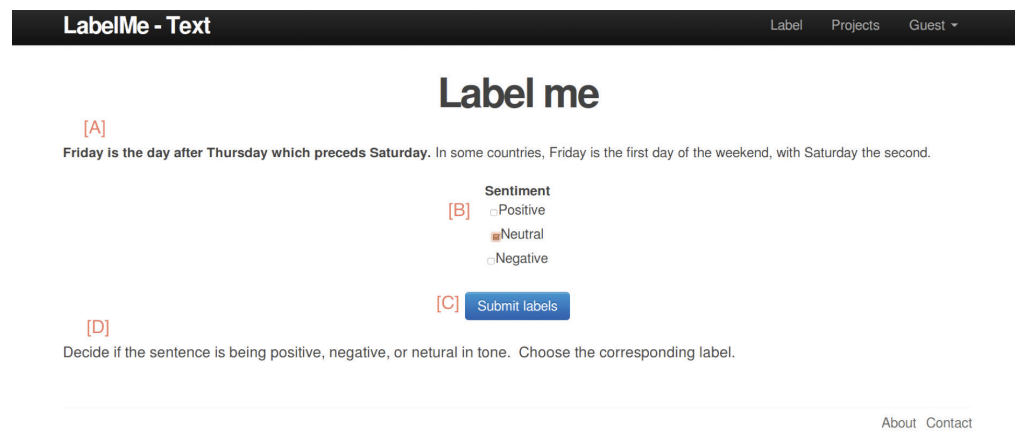 LabelMe - Text Label Projects Guest
Label me
[A]
Friday is the day after Thursday which preceds Saturday. In some countries, Friday is the first day of the weekend, with Saturday the second.
Sentiment
[B] Positive
Neutral
Negative
[C] Submit labels
[D]
Decide if the sentence is being positive, negative, or netural in tone. Choose the corresponding label.
About Contact